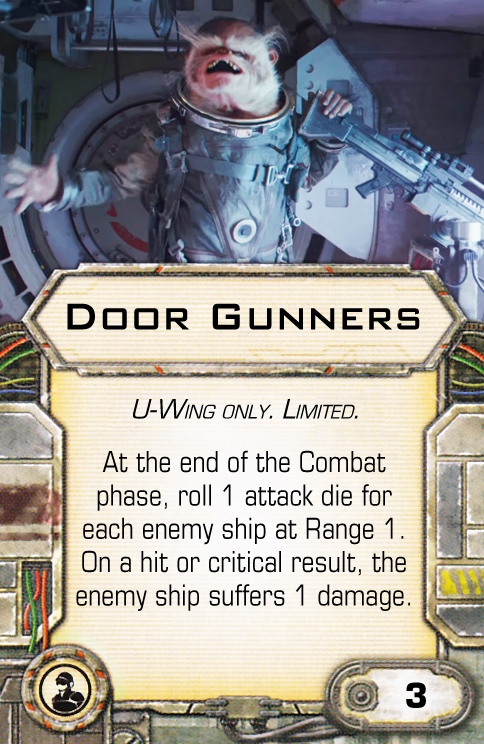 Door Gunners
U-Wing only. Limited.
At the end of the Combat
phase, roll 1 attack die for
each enemy ship at Range 1.
On a hit or critical result, the
enemy ship suffers 1 damage.
3